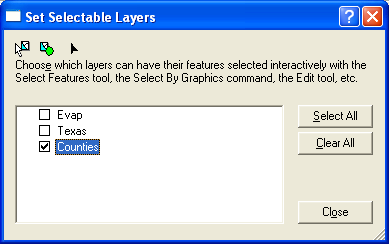 Set Selectable Layers
Choose which layers can have their features selected interactively with the
Select Features tool, the Select By Graphics command, the Edit tool, etc.
Evap
Texas
Counties
Select All
Clear All
Close